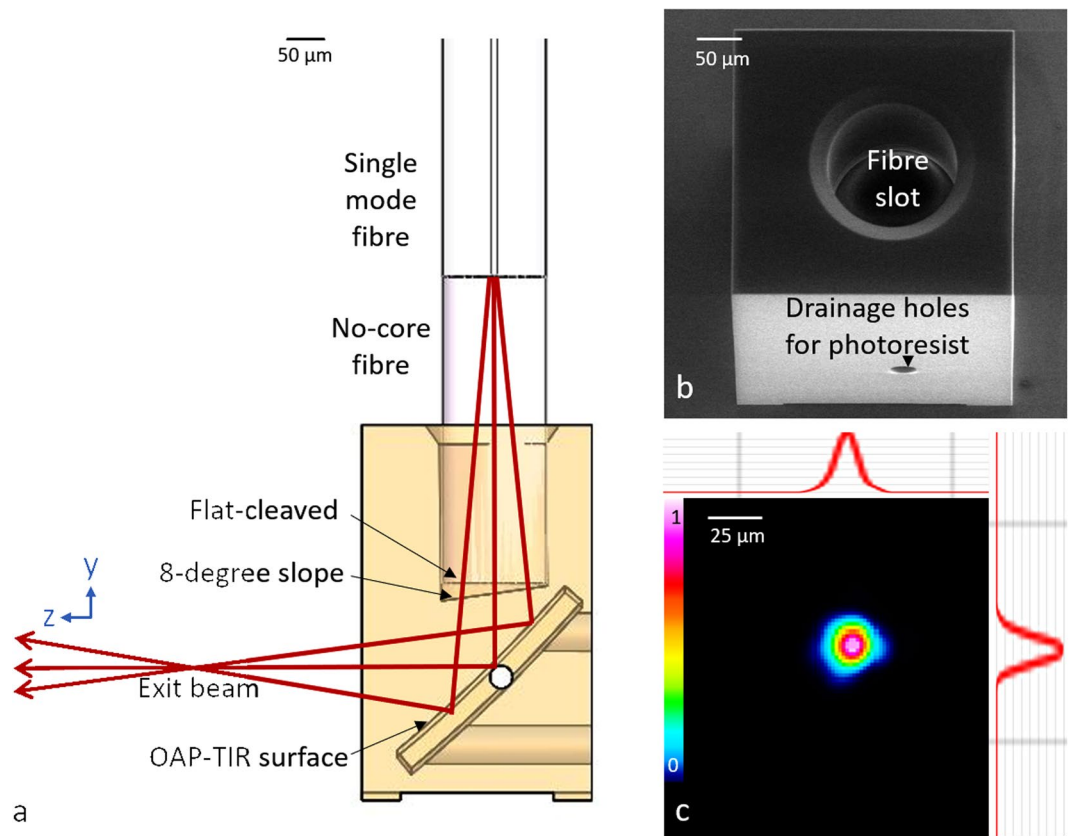 50 µm
Single
mode
fibre
No-core
fibre
Flat-cleaved
8-degree slope
y
z
Exit beam
OAP-TIR surface
a
50 µm
Fibre
slot
Drainage holes
for photoresist
b
1
25 µm
0
c